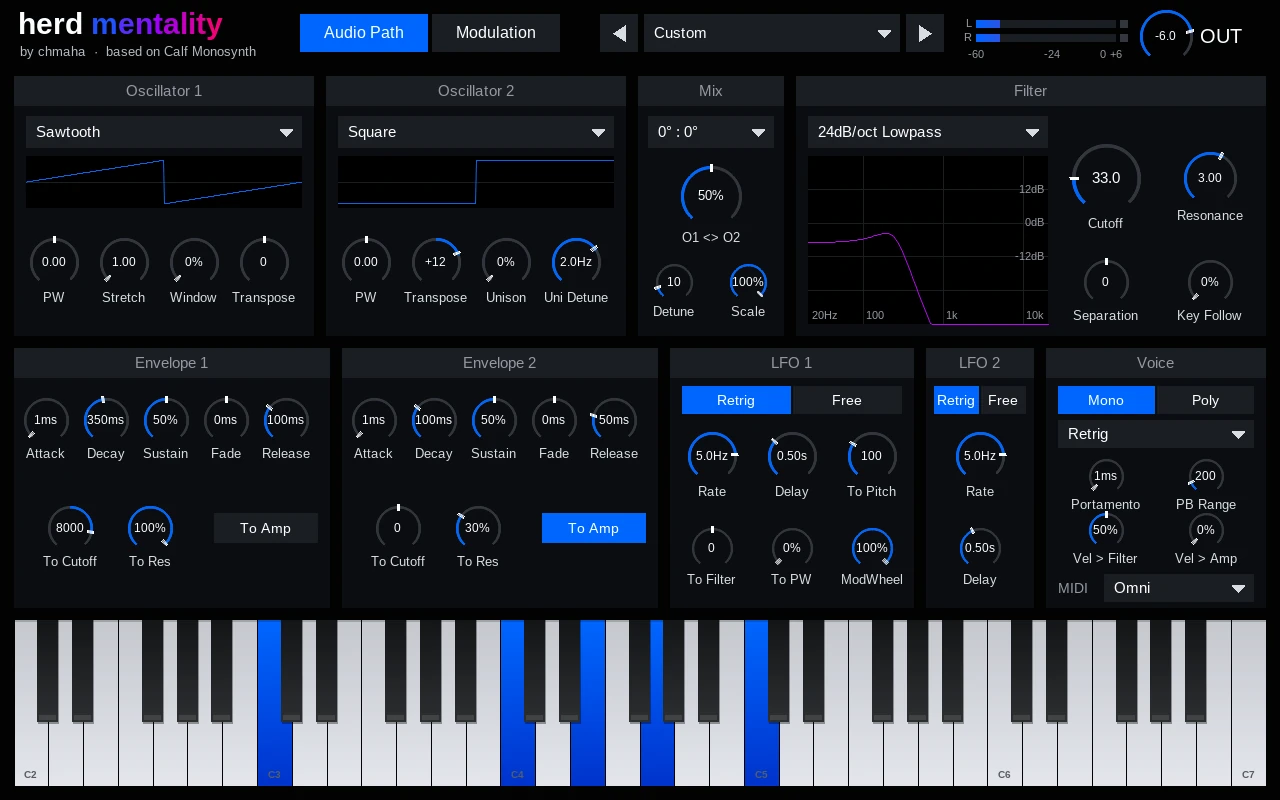 herd mentality
by chmaha · based on Calf Monosynth
Audio Path
Modulation
Custom
L
R
-60 -24 0 +6
-6.0
OUT
Oscillator 1
Sawtooth
0.00 1.00 0% 0
PW Stretch Window Transpose
Oscillator 2
Square
0.00 +12 0% 2.0Hz
PW Transpose Unison Uni Detune
Mix
0° : 0°
50%
O1 <> O2
10 100%
Detune Scale
Filter
24dB/oct Lowpass
12dB
0dB
-12dB
20Hz 100 1k 10k
33.0 3.00
Cutoff Resonance
0 0%
Separation Key Follow
Envelope 1
1ms 350ms 50% 0ms 100ms
Attack Decay Sustain Fade Release
8000 100% To Amp
To Cutoff To Res
Envelope 2
1ms 100ms 50% 0ms 50ms
Attack Decay Sustain Fade Release
0 30% To Amp
To Cutoff To Res
LFO 1
Retrig Free
5.0Hz 0.50s 100
Rate Delay To Pitch
0 0% 100%
To Filter To PW ModWheel
LFO 2
Retrig Free
5.0Hz
Rate
0.50s
Delay
Voice
Mono Poly
Retrig
1ms 200
Portamento PB Range
50% 0%
Vel > Filter Vel > Amp
MIDI Omni
C2 C3 C4 C5 C6 C7